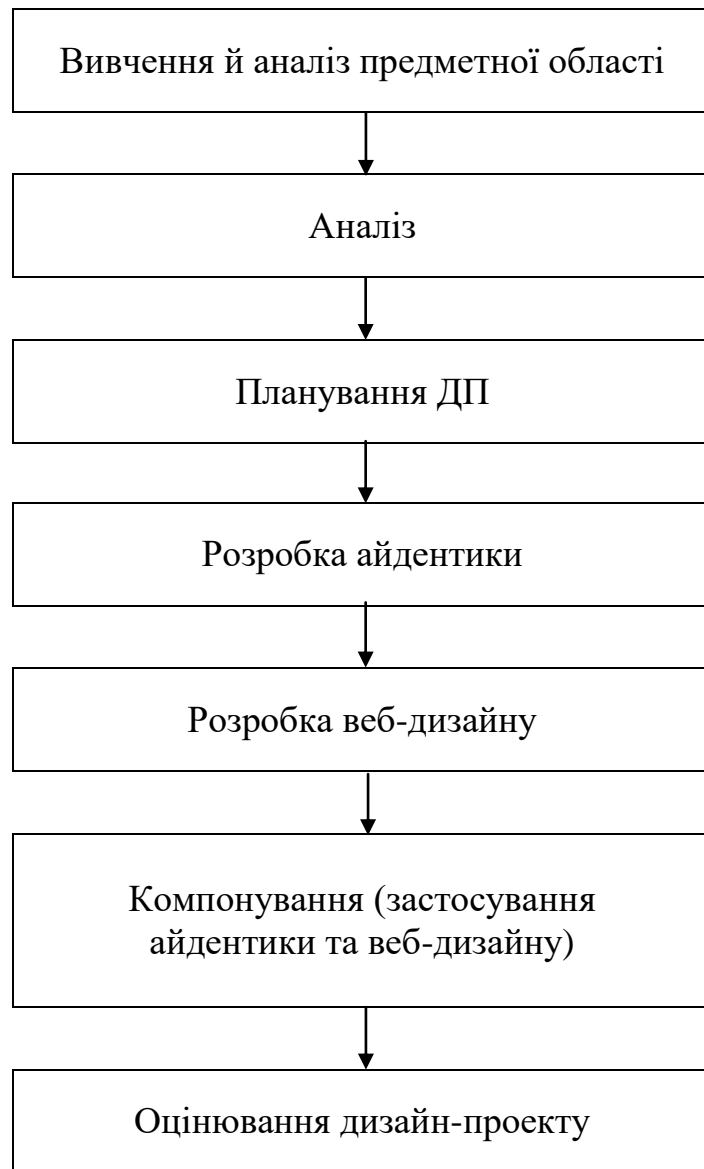 Вивчення й аналіз предметної області
Аналіз
Планування ДП
Розробка айдентики
Розробка веб-дизайну
Компонування (застосування
айдентики та веб-дизайну)
Оцінювання дизайн-проекту